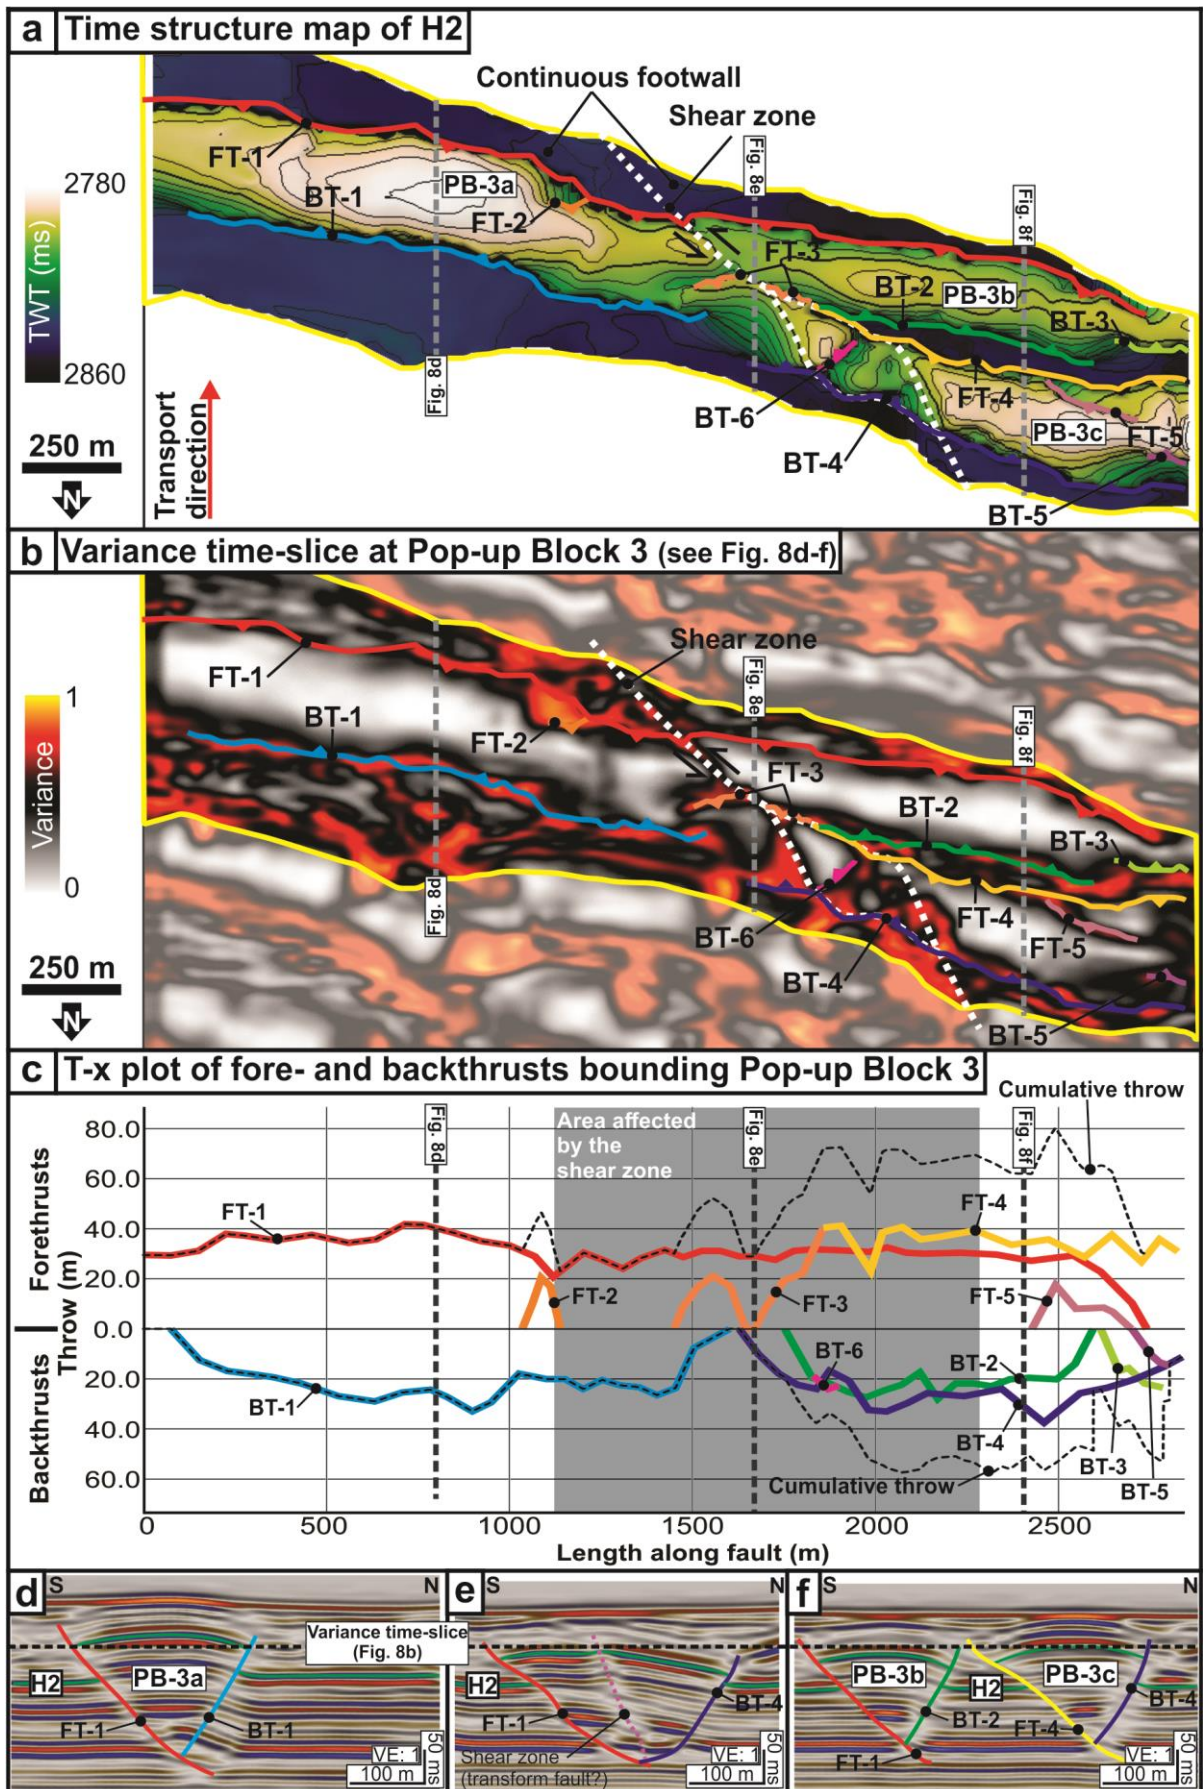 a Time structure map of H2
Continuous footwall
Shear zone
Fig. 8e
FT-1
BT-1
PB-3a
FT-2
2780
TWT (ms)
2860
Fig. 8f
FT-3
BT-2
PB-3b
BT-3
Fig. 8d
FT-4
BT-6
PB-3c
FT-5
BT-4
BT-5
250 m
N
Transport
direction
b Variance time-slice at Pop-up Block 3 (see Fig. 8d-f)
Shear zone
FT-1
Fig. 8e
BT-1
FT-2
1
Variance
0
FT-3
Fig. 8f
BT-2
BT-3
Fig. 8d
BT-6
FT-4
FT-5
BT-4
BT-5
250 m
N
c T-x plot of fore- and backthrusts bounding Pop-up Block 3
Cumulative throw
Area affected
by the
shear zone
Fig. 8d
Fig. 8e
Fig. 8f
80.0
60.0
40.0
20.0
0.0
20.0
40.0
60.0
Forethrusts
Backthrusts
Throw (m)
FT-1
FT-4
FT-2
FT-3
FT-5
BT-6
BT-1
BT-2
BT-4
BT-3
BT-5
Cumulative throw
0 500 1000 1500 2000 2500
Length along fault (m)
d S N
Variance time-slice
(Fig. 8b)
H2
PB-3a
FT-1
BT-1
VE: 1
100 m
50 ms
e S N
H2
FT-1
BT-4
Shear zone
(transform fault?)
VE: 1
100 m
50 ms
f S N
PB-3b
H2
PB-3c
BT-4
BT-2
FT-4
FT-1
VE: 1
100 m
50 ms